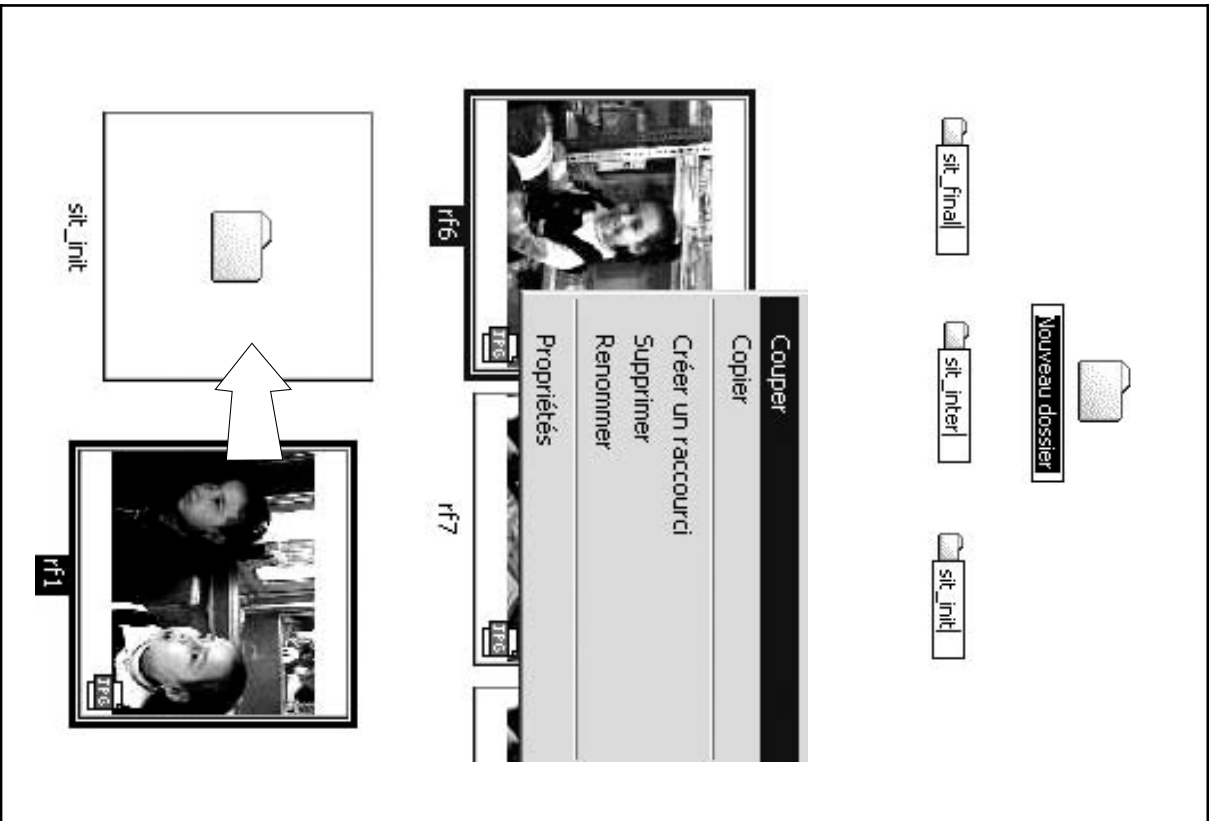 Nouveau dossier
sit_final
sit_inter
sit_init
Couper
Copier
Créer un raccourci
Supprimer
Renommer
Propriétés
JPG
JPG
rf6
rf7
JPG
sit_init
rf1